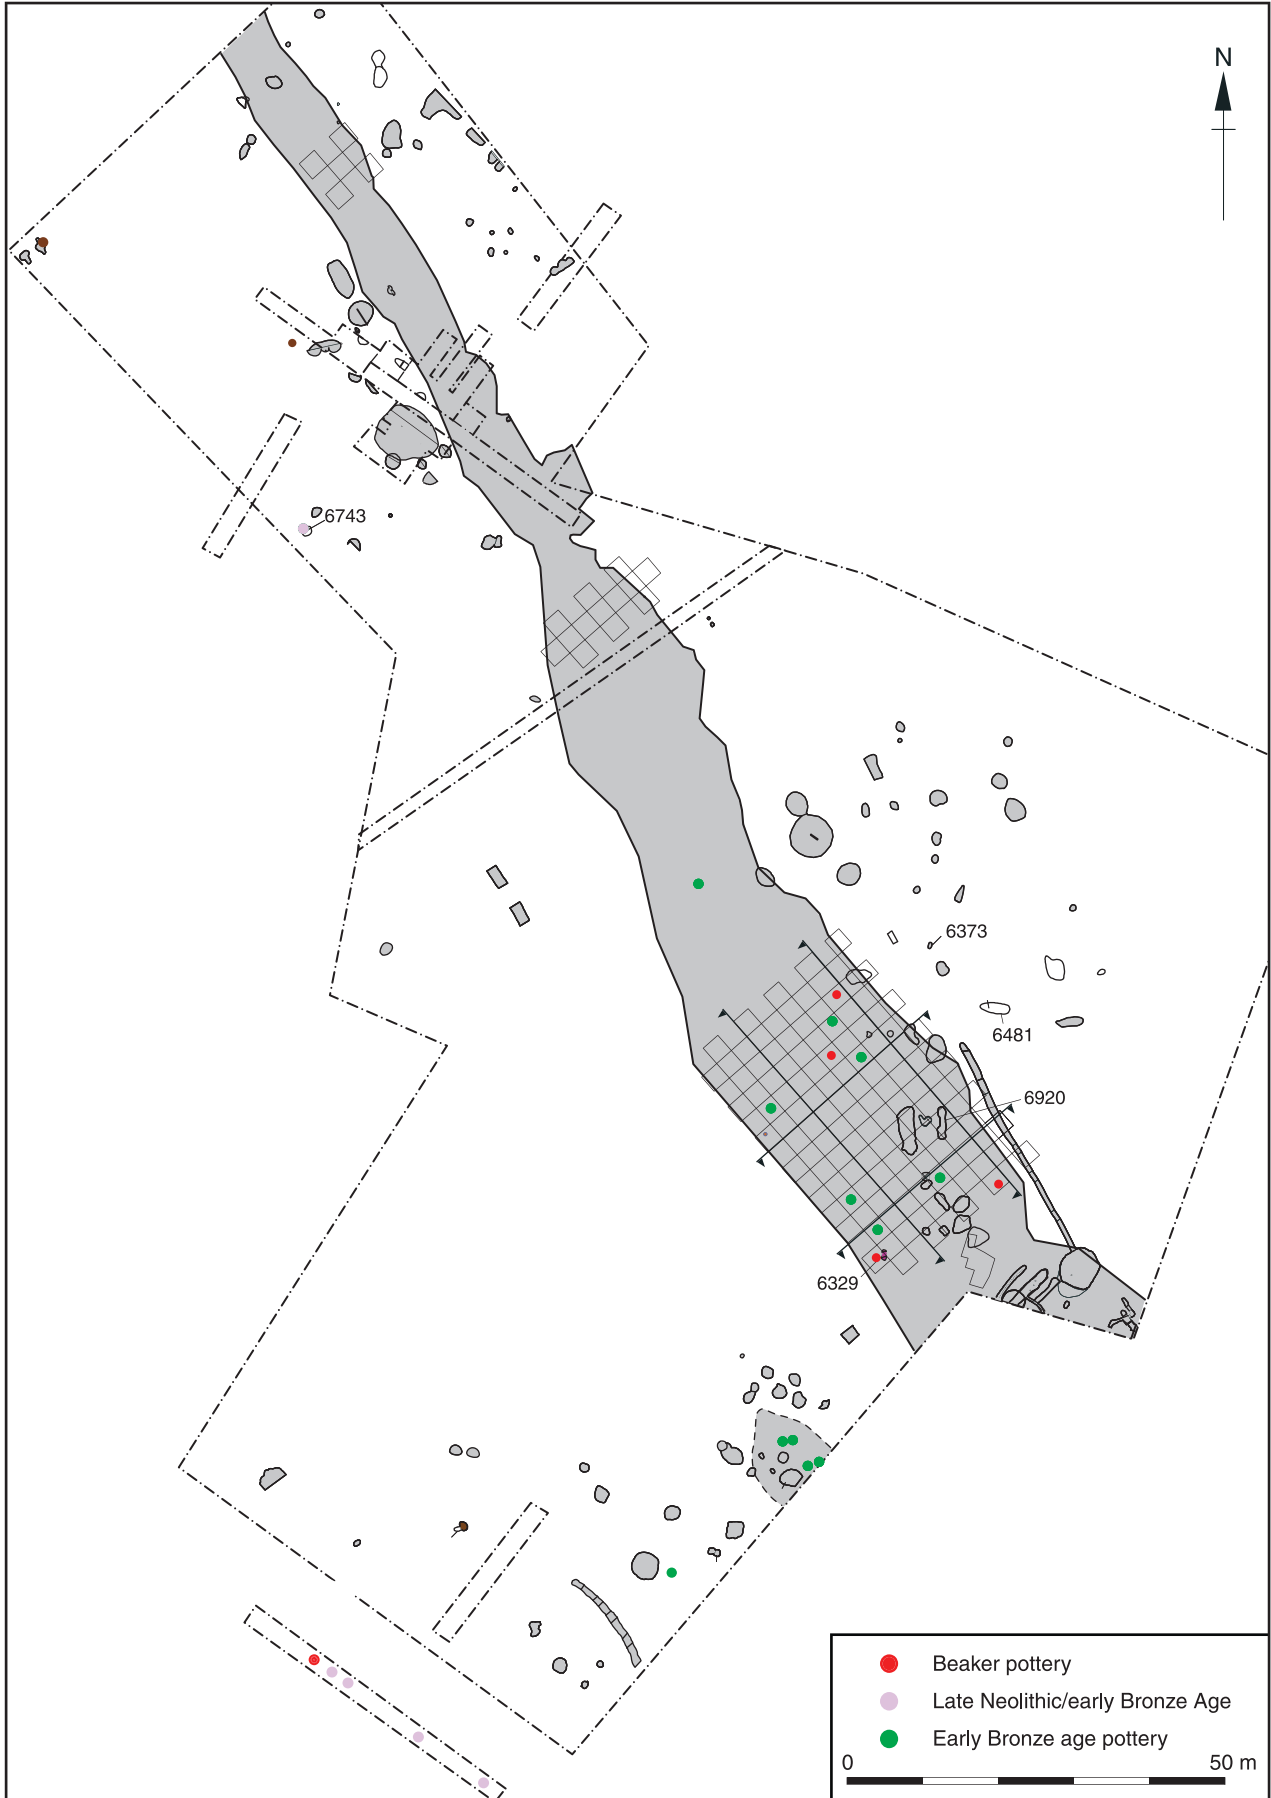 N
6743
6373
6481
6920
6329
Beaker pottery
Late Neolithic/early Bronze Age
Early Bronze age pottery
0 50 m